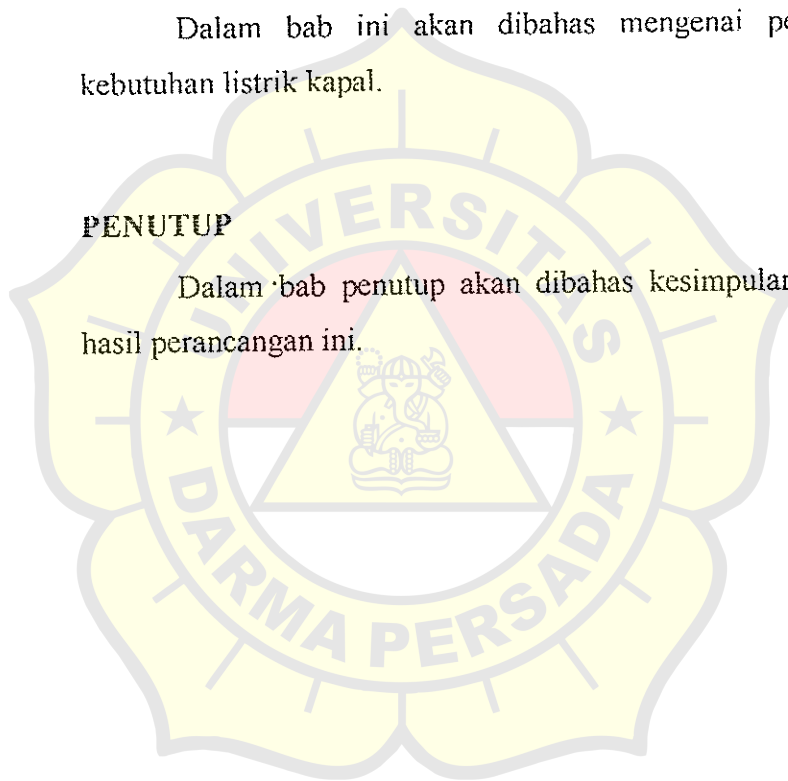 Dalam bab ini akan dibahas mengenai pe
kebutuhan listrik kapal.
PENUTUP
Dalam bab penutup akan dibahas kesimpulan
hasil perancangan ini.
UNIVERSITAS
DARMA PERSADA